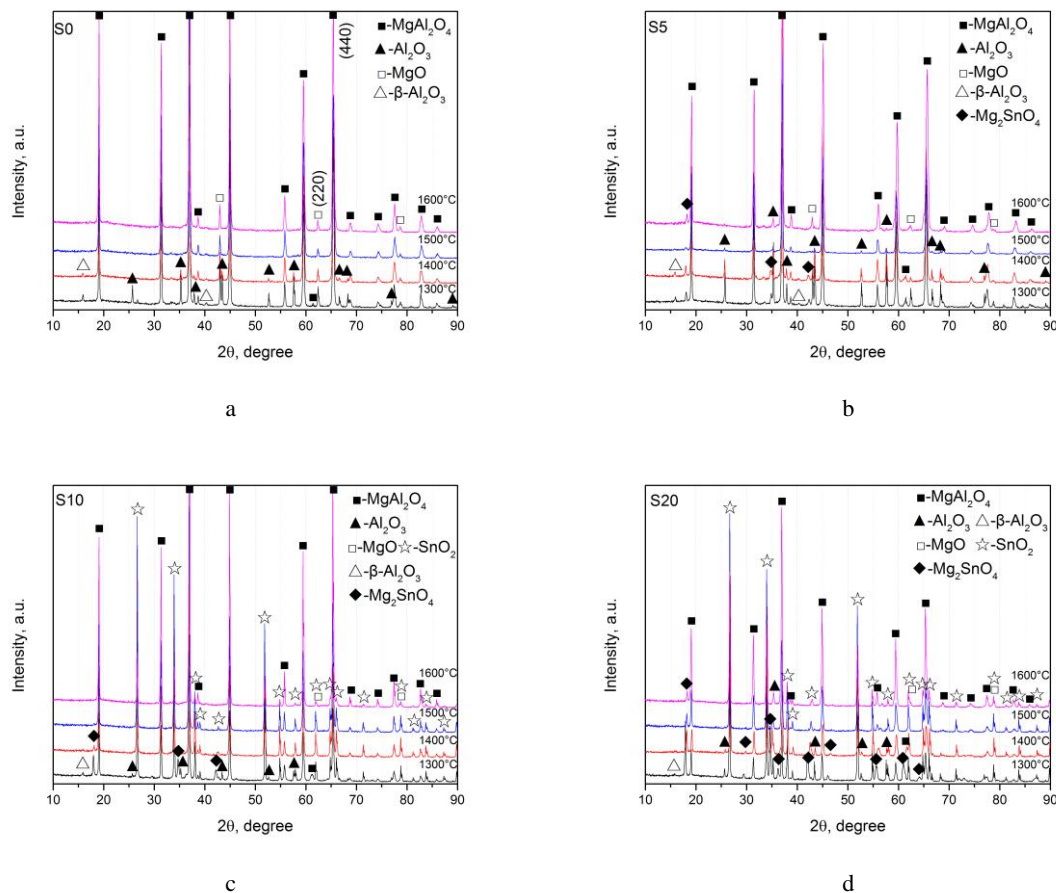 S0
■-MgAl₂O₄
▲-Al₂O₃
□-MgO
△-β-Al₂O₃
(440)
(220)
1600°C
1500°C
1400°C
1300°C
Intensity, a.u.
10 20 30 40 50 60 70 80 90
2θ, degree
a
S5
■-MgAl₂O₄
▲-Al₂O₃
□-MgO
△-β-Al₂O₃
◆-Mg₂SnO₄
1600°C
1500°C
1400°C
1300°C
Intensity, a.u.
10 20 30 40 50 60 70 80 90
2θ, degree
b
S10
■-MgAl₂O₄
▲-Al₂O₃
□-MgO ☆-SnO₂
△-β-Al₂O₃
◆-Mg₂SnO₄
1600°C
1500°C
1400°C
1300°C
Intensity, a.u.
10 20 30 40 50 60 70 80 90
2θ, degree
c
S20
■-MgAl₂O₄
▲-Al₂O₃ △-β-Al₂O₃
□-MgO ☆-SnO₂
◆-Mg₂SnO₄
1600°C
1500°C
1400°C
1300°C
Intensity, a.u.
10 20 30 40 50 60 70 80 90
2θ, degree
d